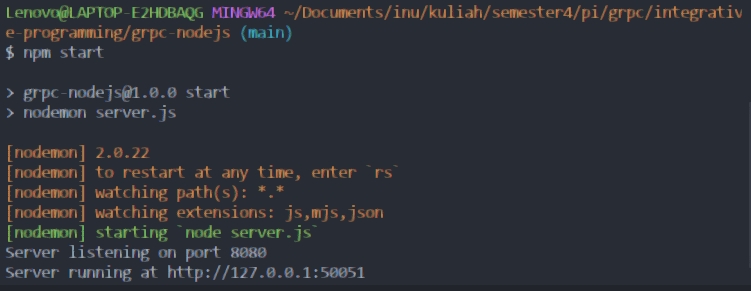 Lenovo@LAPTOP-E2HDBAQG MINGW64 ~/Documents/inu/kuliah/semester4/pi/grpc/integrativ
e-programming/grpc-nodejs (main)
$ npm start
> grpc-nodejs@1.0.0 start
> nodemon server.js
[nodemon] 2.0.22
[nodemon] to restart at any time, enter `rs`
[nodemon] watching path(s): *.*
[nodemon] watching extensions: js,mjs,json
[nodemon] starting `node server.js`
Server listening on port 8080
Server running at http://127.0.0.1:50051